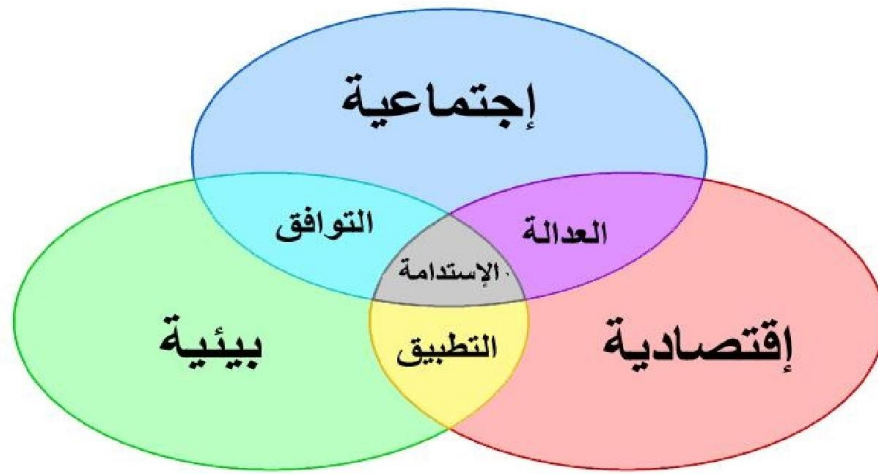 إجتماعية
العدالة
التوافق
الإستدامة
إقتصادية
التطبيق
بيئية